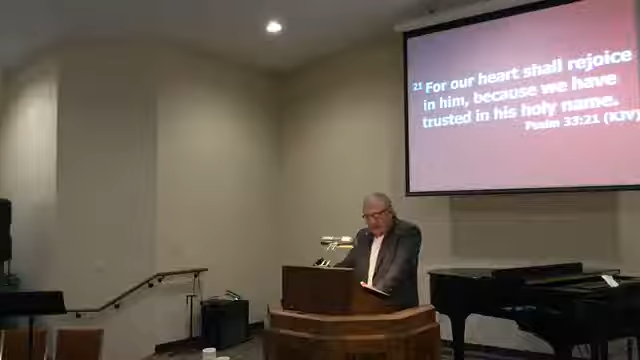 21 For our heart shall rejoice
in him, because we have
trusted in his holy name.
Psalm 33:21 (KJV)